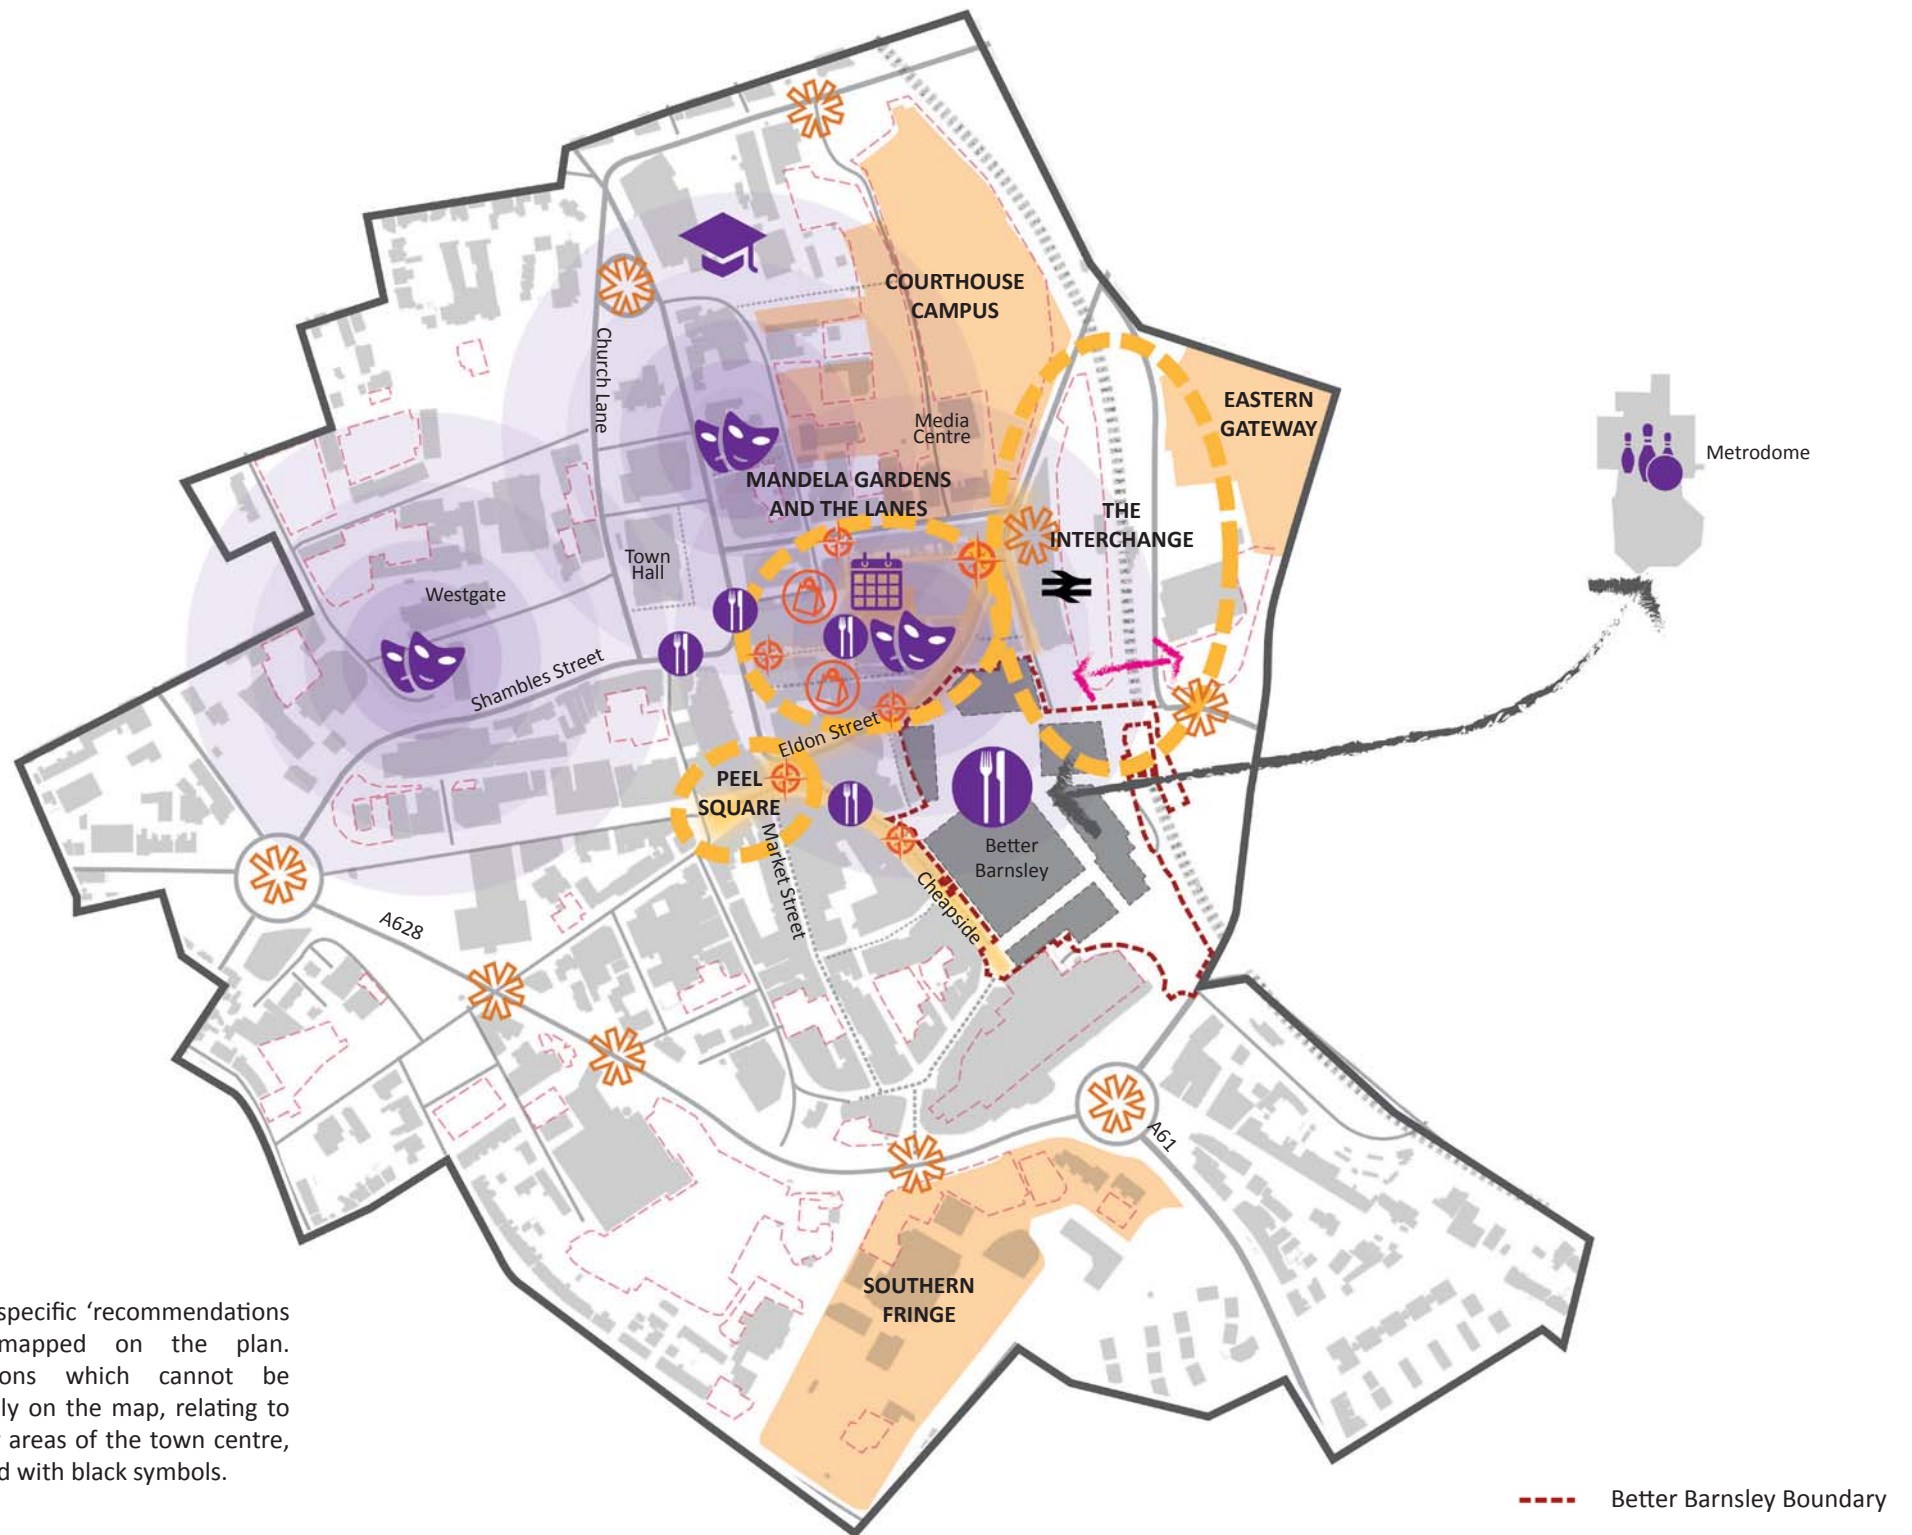 COURTHOUSE
CAMPUS
Church Lane
EASTERN
GATEWAY
Media
Centre
Metrodome
MANDELA GARDENS
AND THE LANES
THE
INTERCHANGE
Town
Hall
Westgate
Shambles Street
Eldon Street
PEEL
SQUARE
Market Street
Better
Barnsley
Cheapside
A628
A61
SOUTHERN
FRINGE
specific ‘recommendations
mapped on the plan.
ons which cannot be
ly on the map, relating to
areas of the town centre,
d with black symbols.
Better Barnsley Boundary